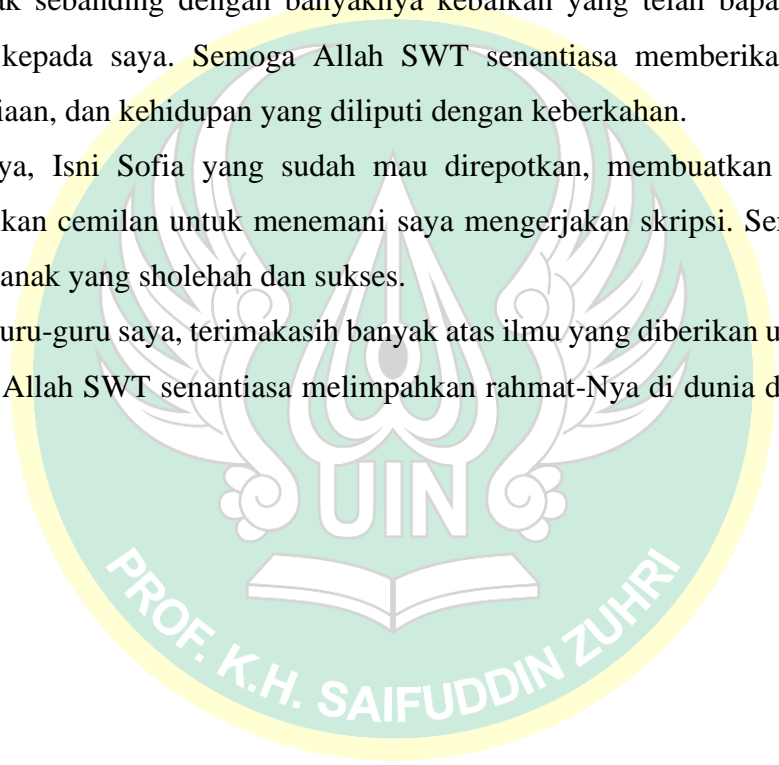 ak sebanding dengan banyaknya kebaikan yang telah bapa
kepada saya. Semoga Allah SWT senantiasa memberika
iaan, dan kehidupan yang diliputi dengan keberkahan.
ya, Isni Sofia yang sudah mau direpotkan, membuatkan
kan cemilan untuk menemani saya mengerjakan skripsi. Se
anak yang sholehah dan sukses.
uru-guru saya, terimakasih banyak atas ilmu yang diberikan u
Allah SWT senantiasa melimpahkan rahmat-Nya di dunia d
UIN
PROF. K.H. SAIFUDDIN ZUHRI